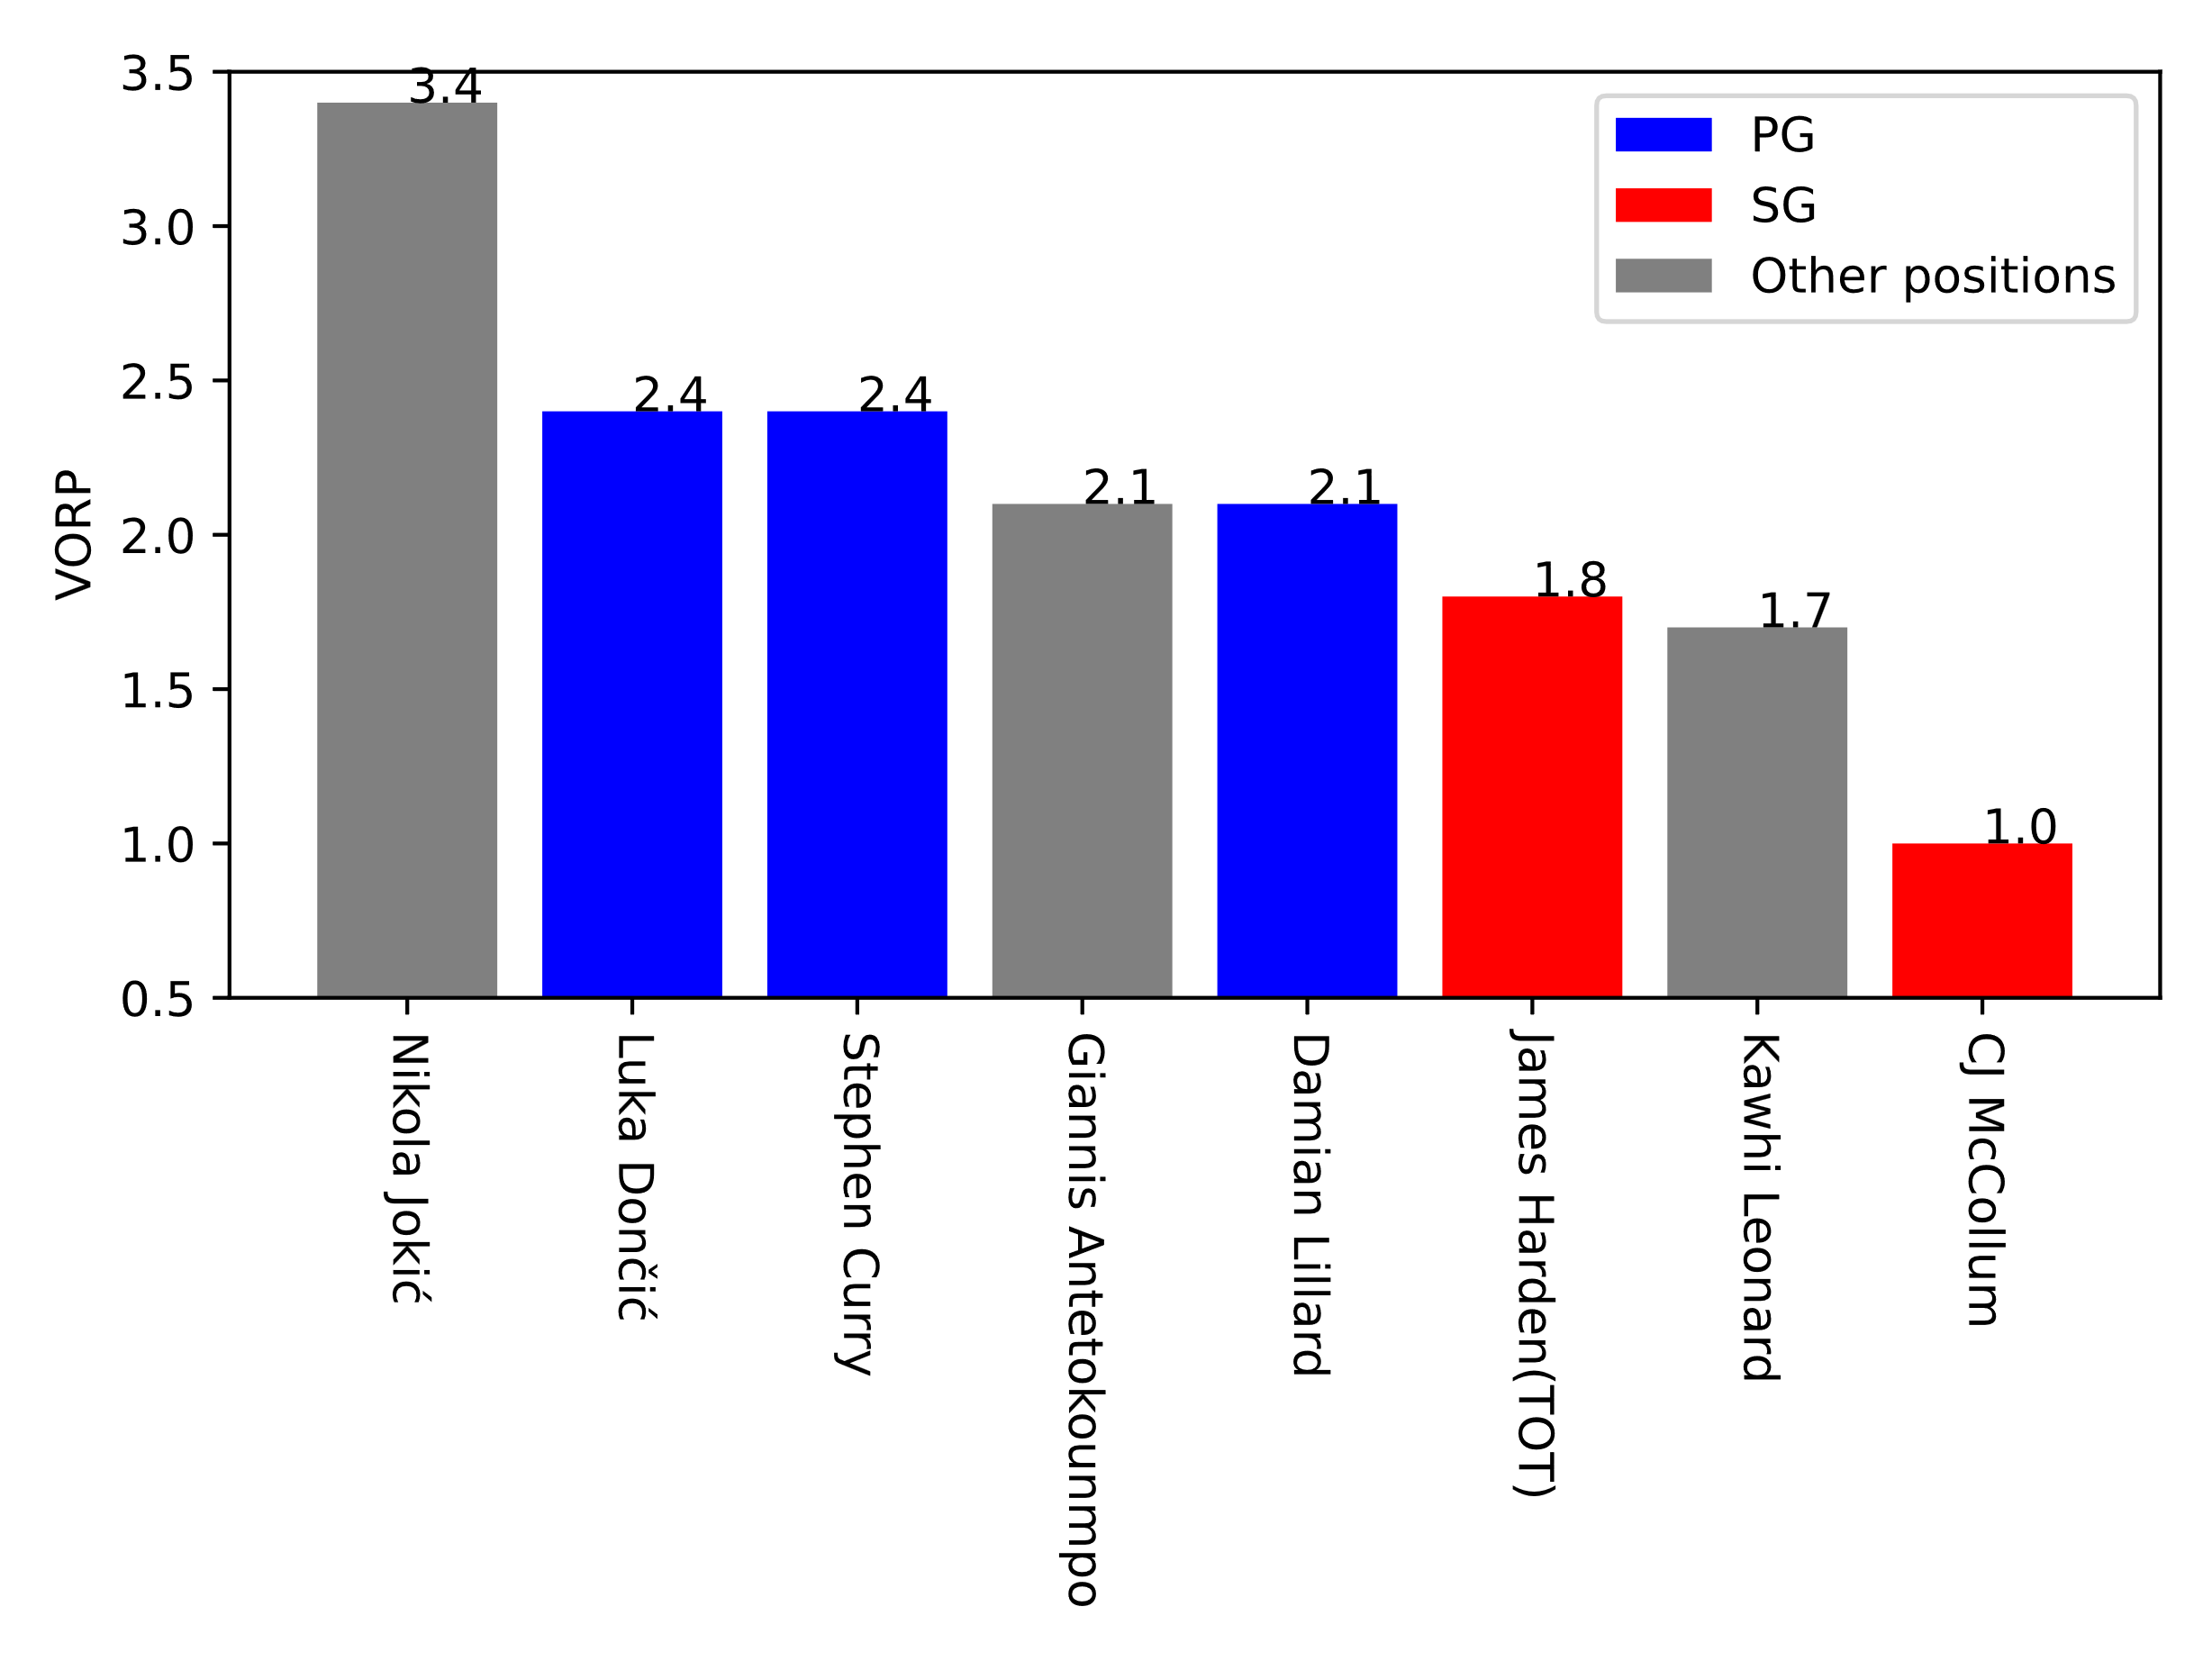 3.5
3.0
2.5
2.0
1.5
1.0
0.5
VORP
3.4
2.4
2.4
2.1
2.1
1.8
1.7
1.0
PG
SG
Other positions
Nikola Jokić
Luka Dončić
Stephen Curry
Giannis Antetokounmpo
Damian Lillard
James Harden(TOT)
Kawhi Leonard
CJ McCollum